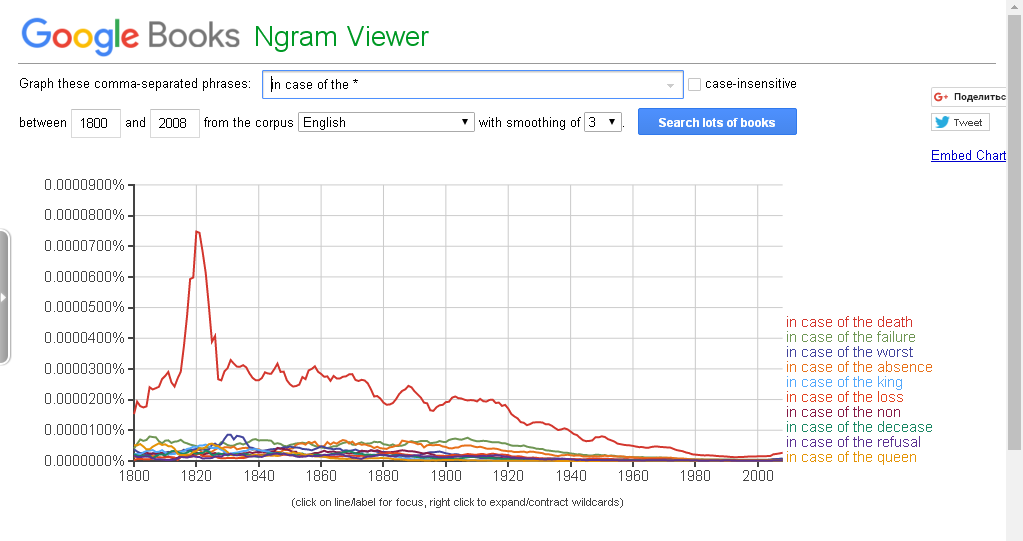 Google Books Ngram Viewer
Graph these comma-separated phrases: in case of the * case-insensitive
between 1800 and 2008 from the corpus English with smoothing of 3 .
Search lots of books
G+ Поделитьс
Tweet
Embed Chart
0.0000900%
0.0000800%
0.0000700%
0.0000600%
0.0000500%
0.0000400%
0.0000300%
0.0000200%
0.0000100%
0.0000000%
1800 1820 1840 1860 1880 1900 1920 1940 1960 1980 2000
in case of the death
in case of the failure
in case of the worst
in case of the absence
in case of the king
in case of the loss
in case of the non
in case of the decease
in case of the refusal
in case of the queen
(click on line/label for focus, right click to expand/contract wildcards)